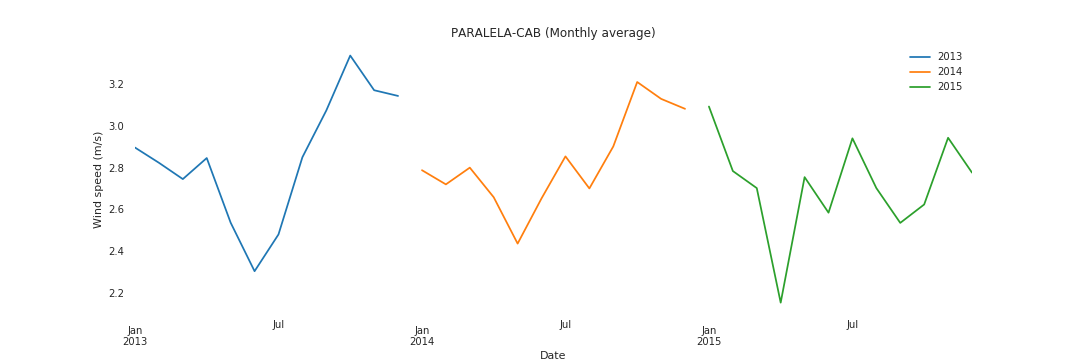 PARALELA-CAB (Monthly average)
2013
2014
2015
Wind speed (m/s)
3.2
3.0
2.8
2.6
2.4
2.2
Jan
2013
Jul
Jan
2014
Jul
Jan
2015
Jul
Date